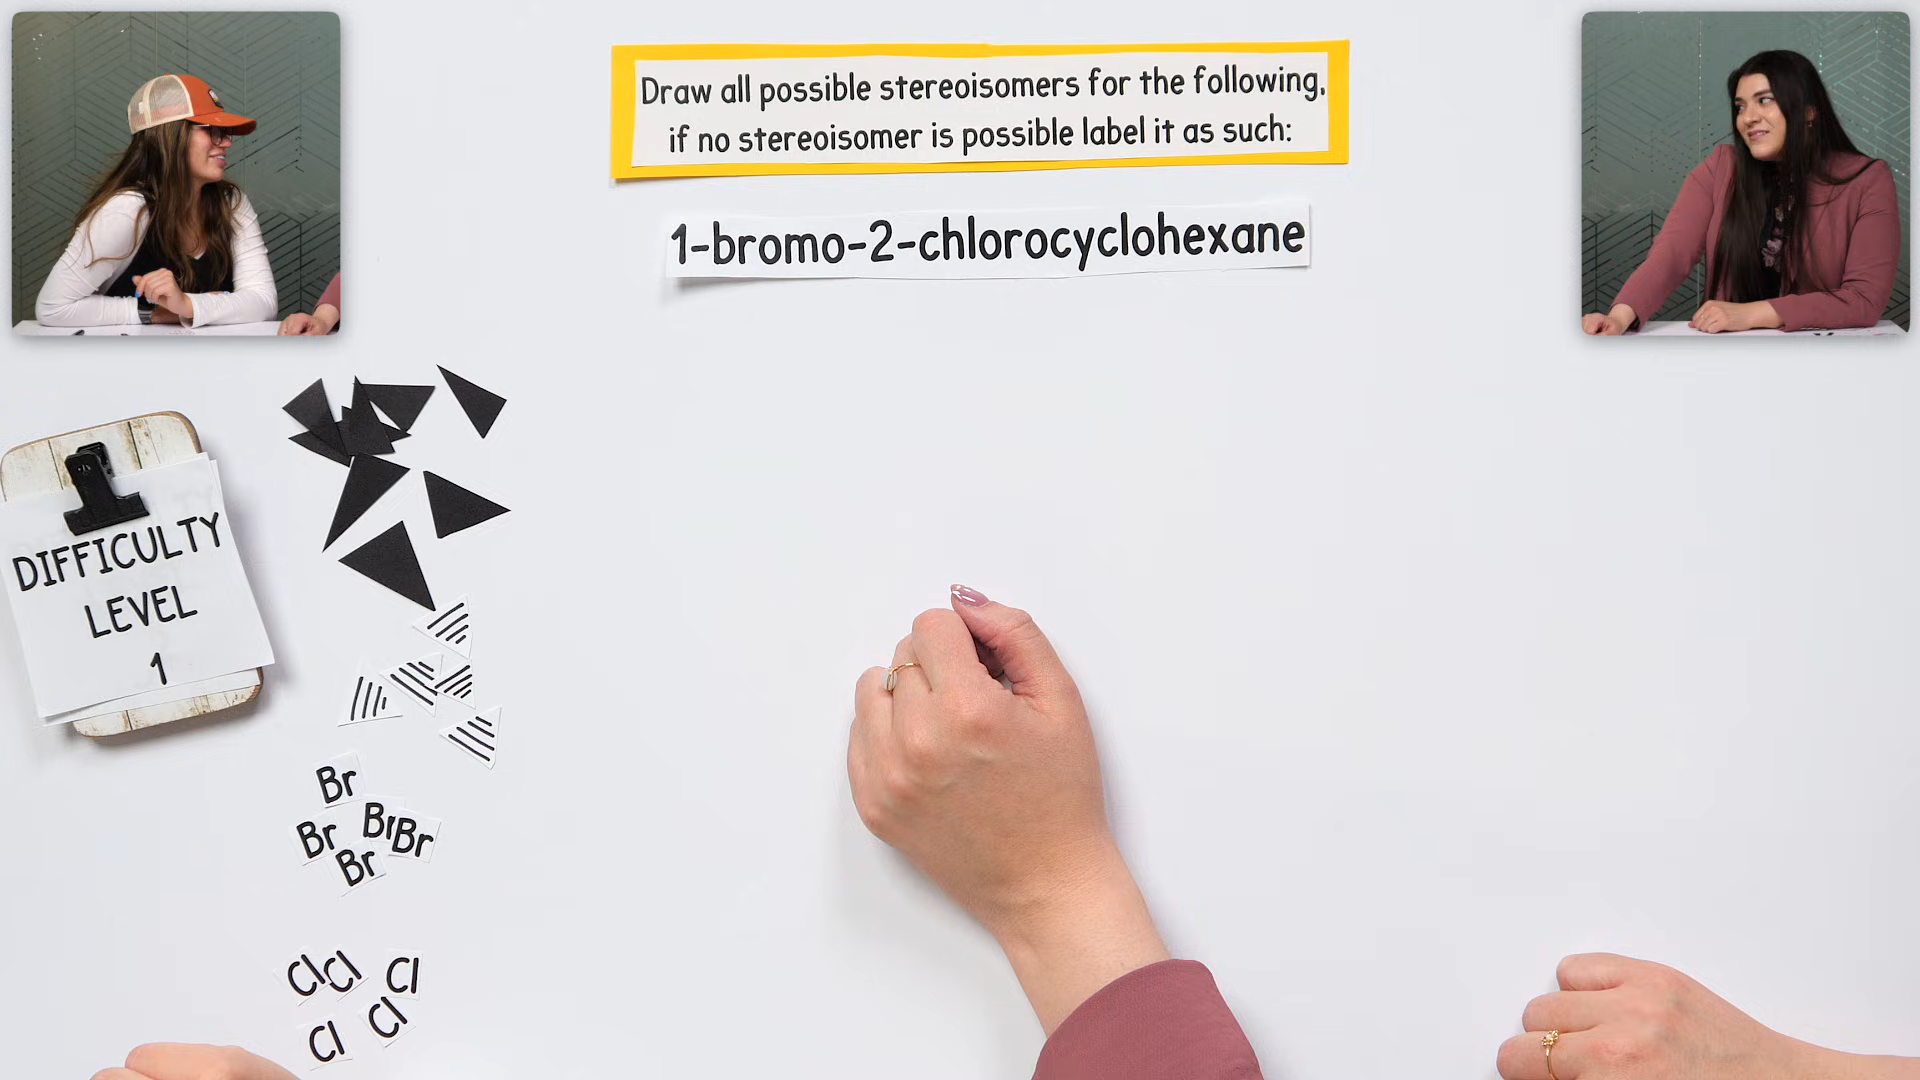 Draw all possible stereoisomers for the following,
if no stereoisomer is possible label it as such:
1-bromo-2-chlorocyclohexane
DIFFICULTY
LEVEL
1
Br
Br
Br
Br
Br
Cl
Cl
Cl
Cl
Cl